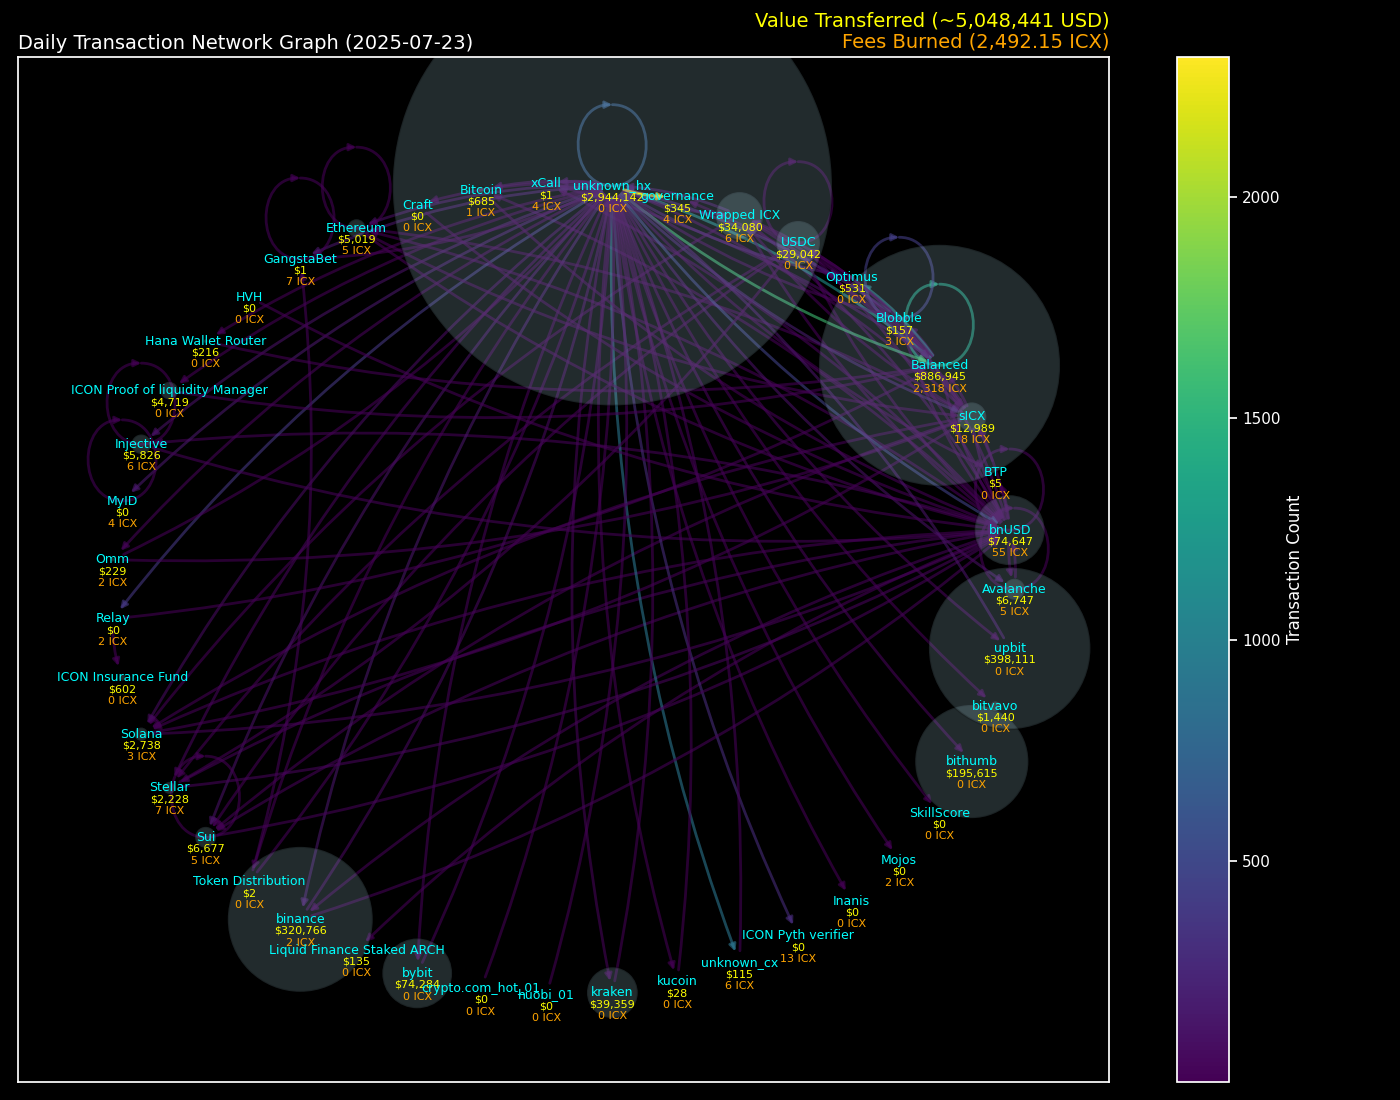 Value Transferred (~5,048,441 USD)
Daily Transaction Network Graph (2025-07-23)
Fees Burned (2,492.15 ICX)
unknown_hx
$2,944,142
0 ICX
xCall
$1
4 ICX
Bitcoin
$685
1 ICX
Craft
$0
0 ICX
Ethereum
$5,019
5 ICX
GangstaBet
$1
7 ICX
HVH
$0
0 ICX
Hana Wallet Router
$216
0 ICX
ICON Proof of liquidity Manager
$4,719
0 ICX
Injective
$5,826
6 ICX
MyID
$0
4 ICX
Omm
$229
2 ICX
Relay
$0
2 ICX
ICON Insurance Fund
$602
0 ICX
Solana
$2,738
3 ICX
Stellar
$2,228
7 ICX
Sui
$6,677
5 ICX
Token Distribution
$2
0 ICX
binance
$320,766
2 ICX
Liquid Finance Staked ARCH
$135
0 ICX
bybit
$74,284
0 ICX
crypto.com_hot_01
$0
0 ICX
huobi_01
$0
0 ICX
kraken
$39,359
0 ICX
kucoin
$28
0 ICX
unknown_cx
$115
6 ICX
ICON Pyth verifier
$0
13 ICX
Inanis
$0
0 ICX
Mojos
$0
2 ICX
SkillScore
$0
0 ICX
bithumb
$195,615
0 ICX
bitvavo
$1,440
0 ICX
upbit
$398,111
0 ICX
Avalanche
$6,747
5 ICX
bnUSD
$74,647
55 ICX
BTP
$5
0 ICX
sICX
$12,989
18 ICX
Balanced
$886,945
2,318 ICX
Blobble
$157
3 ICX
Optimus
$531
0 ICX
USDC
$29,042
0 ICX
Wrapped ICX
$34,080
6 ICX
governance
$345
4 ICX
2000
1500
1000
500
Transaction Count